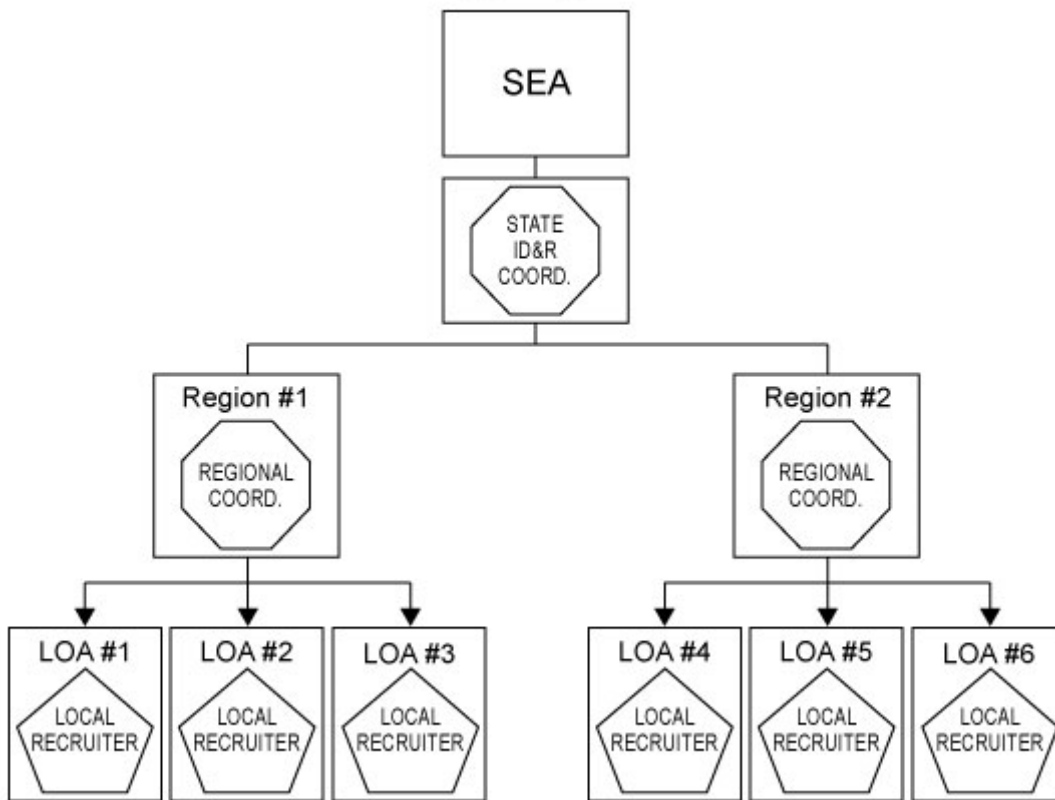 SEA
STATE
ID&R
COORD.
Region #1
REGIONAL
COORD.
Region #2
REGIONAL
COORD.
LOA #1
LOCAL
RECRUITER
LOA #2
LOCAL
RECRUITER
LOA #3
LOCAL
RECRUITER
LOA #4
LOCAL
RECRUITER
LOA #5
LOCAL
RECRUITER
LOA #6
LOCAL
RECRUITER